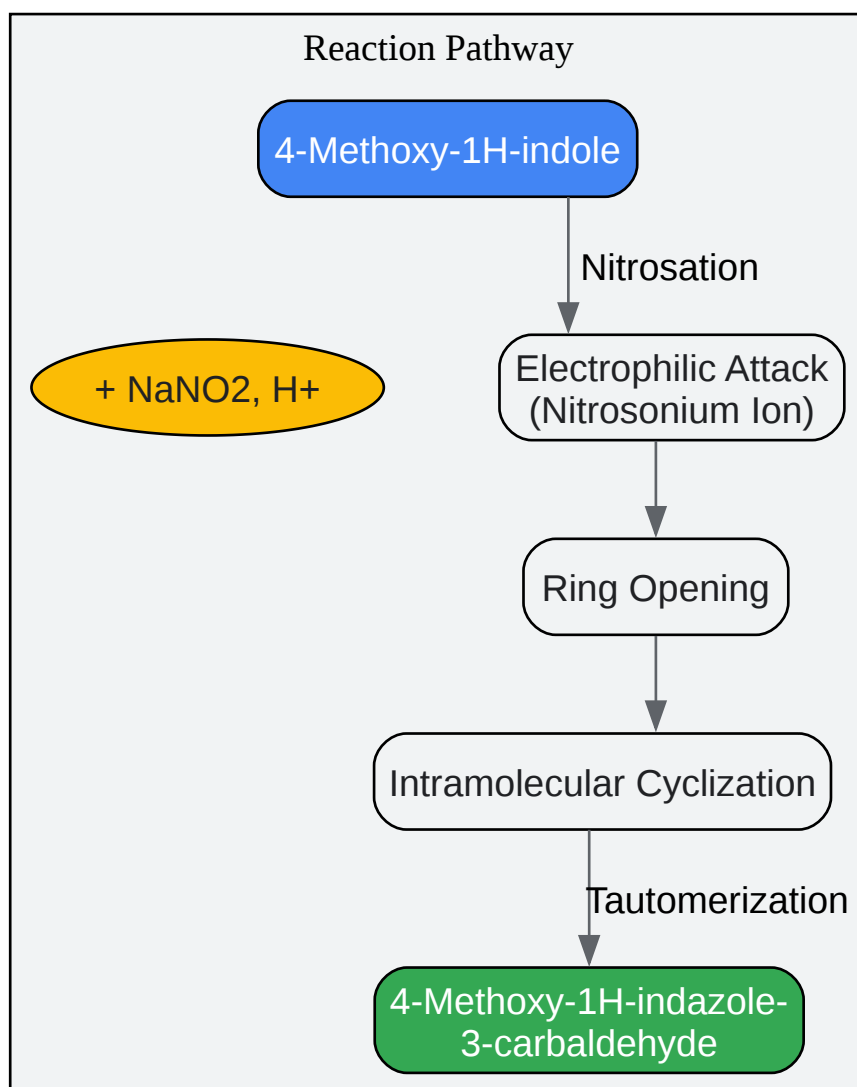 Reaction Pathway
4-Methoxy-1H-indole
Nitrosation
+ NaNO2, H+
Electrophilic Attack
(Nitrosonium Ion)
Ring Opening
Intramolecular Cyclization
Tautomerization
4-Methoxy-1H-indazole-
3-carbaldehyde